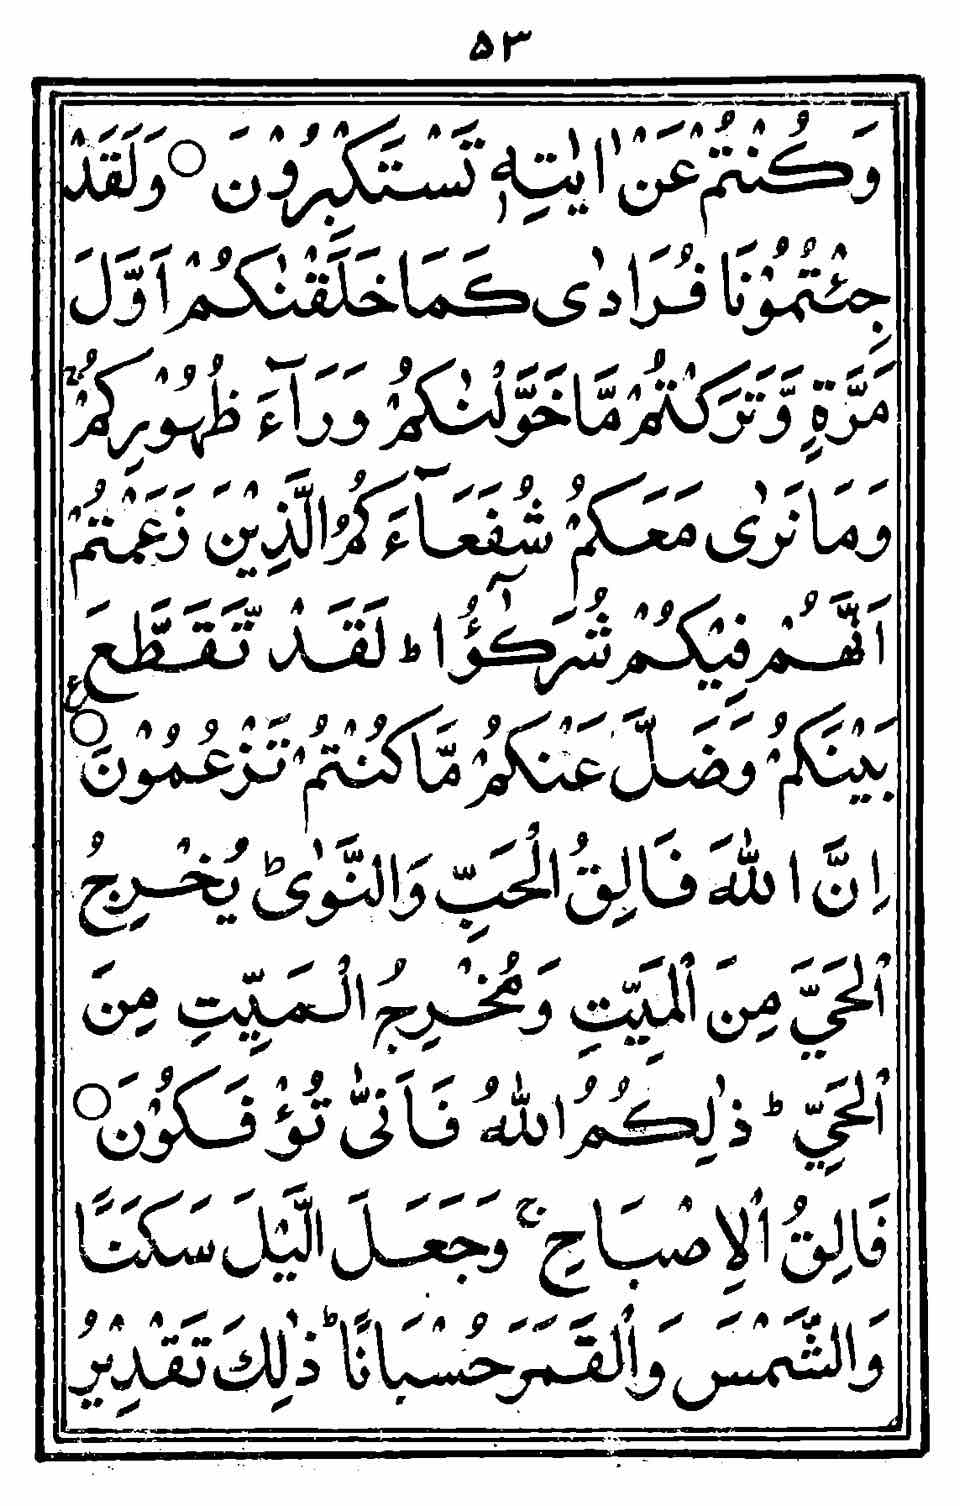 ۵۳
وَكُنْتُمْ عَنْ اٰیٰتِهٖ تَسْتَكْبِرُوْنَ ○ وَلَقَدْ
جِئْتُمُوْنَا فُرَادٰى كَمَا خَلَقْنٰكُمْ اَوَّلَ
مَرَّةٍ وَّتَرَكْتُمْ مَّا خَوَّلْنٰكُمْ وَرَآءَ ظُهُوْرِكُمْ ۚ
وَمَا نَرٰى مَعَكُمْ شُفَعَآءَكُمُ الَّذِيْنَ زَعَمْتُمْ
اَنَّهُمْ فِيْكُمْ شُرَكٰٓؤُا ؕ لَقَدْ تَّقَطَّعَ
بَيْنَكُمْ وَضَلَّ عَنْكُمْ مَّا كُنْتُمْ تَزْعُمُوْنَ ○ ع
اِنَّ اللّٰهَ فَالِقُ الْحَبِّ وَالنَّوٰى ؕ يُخْرِجُ
الْحَيَّ مِنَ الْمَيِّتِ وَمُخْرِجُ الْمَيِّتِ مِنَ
الْحَيِّ ؕ ذٰلِكُمُ اللّٰهُ فَاَنّٰى تُؤْفَكُوْنَ ○
فَالِقُ الْاِصْبَاحِ ۚ وَجَعَلَ الَّيْلَ سَكَنًا
وَّالشَّمْسَ وَالْقَمَرَ حُسْبَانًا ؕ ذٰلِكَ تَقْدِيْرُ